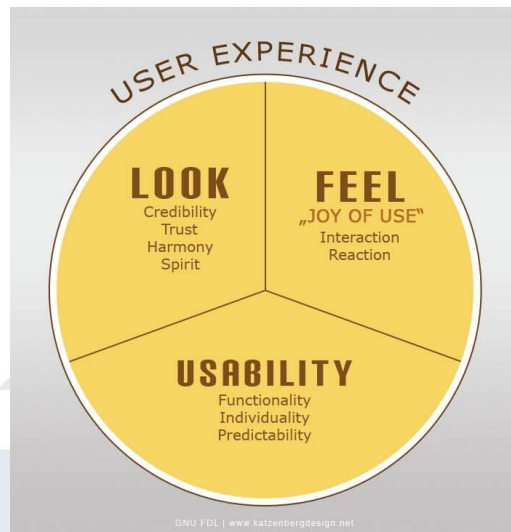 USER EXPERIENCE
LOOK
Credibility
Trust
Harmony
Spirit
FEEL
„JOY OF USE“
Interaction
Reaction
USABILITY
Functionality
Individuality
Predictability
GNU FDL | www.katzenbergdesign.net